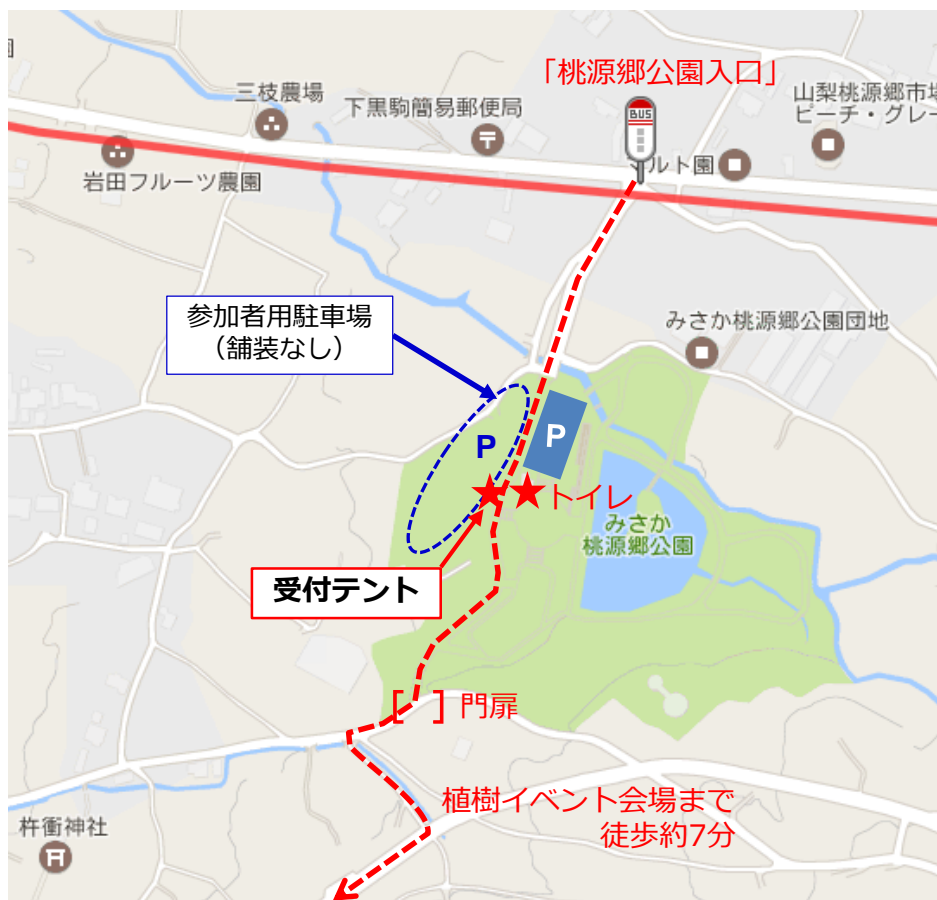 園
「桃源郷公園入口」
三枝農場
下黒駒簡易郵便局
BUS
山梨桃源郷市場
ピーチ・グレー
マルト園
岩田フルーツ農園
参加者用駐車場
（舗装なし）
みさか桃源郷公園団地
P
P
トイレ
みさか
桃源郷公園
受付テント
[ ] 門扉
植樹イベント会場まで
徒歩約7分
杵衝神社